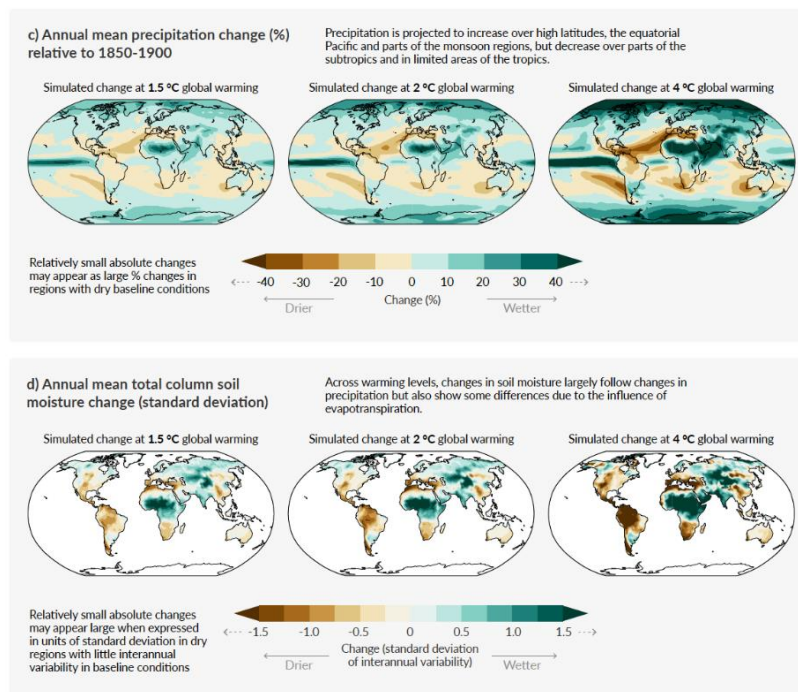 c) Annual mean precipitation change (%)
relative to 1850-1900
Precipitation is projected to increase over high latitudes, the equatorial
Pacific and parts of the monsoon regions, but decrease over parts of the
subtropics and in limited areas of the tropics.
Simulated change at 1.5 °C global warming
Simulated change at 2 °C global warming
Simulated change at 4 °C global warming
Relatively small absolute changes
may appear as large % changes in
regions with dry baseline conditions
-40 -30 -20 -10 0 10 20 30 40
Change (%)
Drier
Wetter
d) Annual mean total column soil
moisture change (standard deviation)
Across warming levels, changes in soil moisture largely follow changes in
precipitation but also show some differences due to the influence of
evapotranspiration.
Simulated change at 1.5 °C global warming
Simulated change at 2 °C global warming
Simulated change at 4 °C global warming
Relatively small absolute changes
may appear large when expressed
in units of standard deviation in dry
regions with little interannual
variability in baseline conditions
-1.5 -1.0 -0.5 0 0.5 1.0 1.5
Change (standard deviation
of interannual variability)
Drier
Wetter